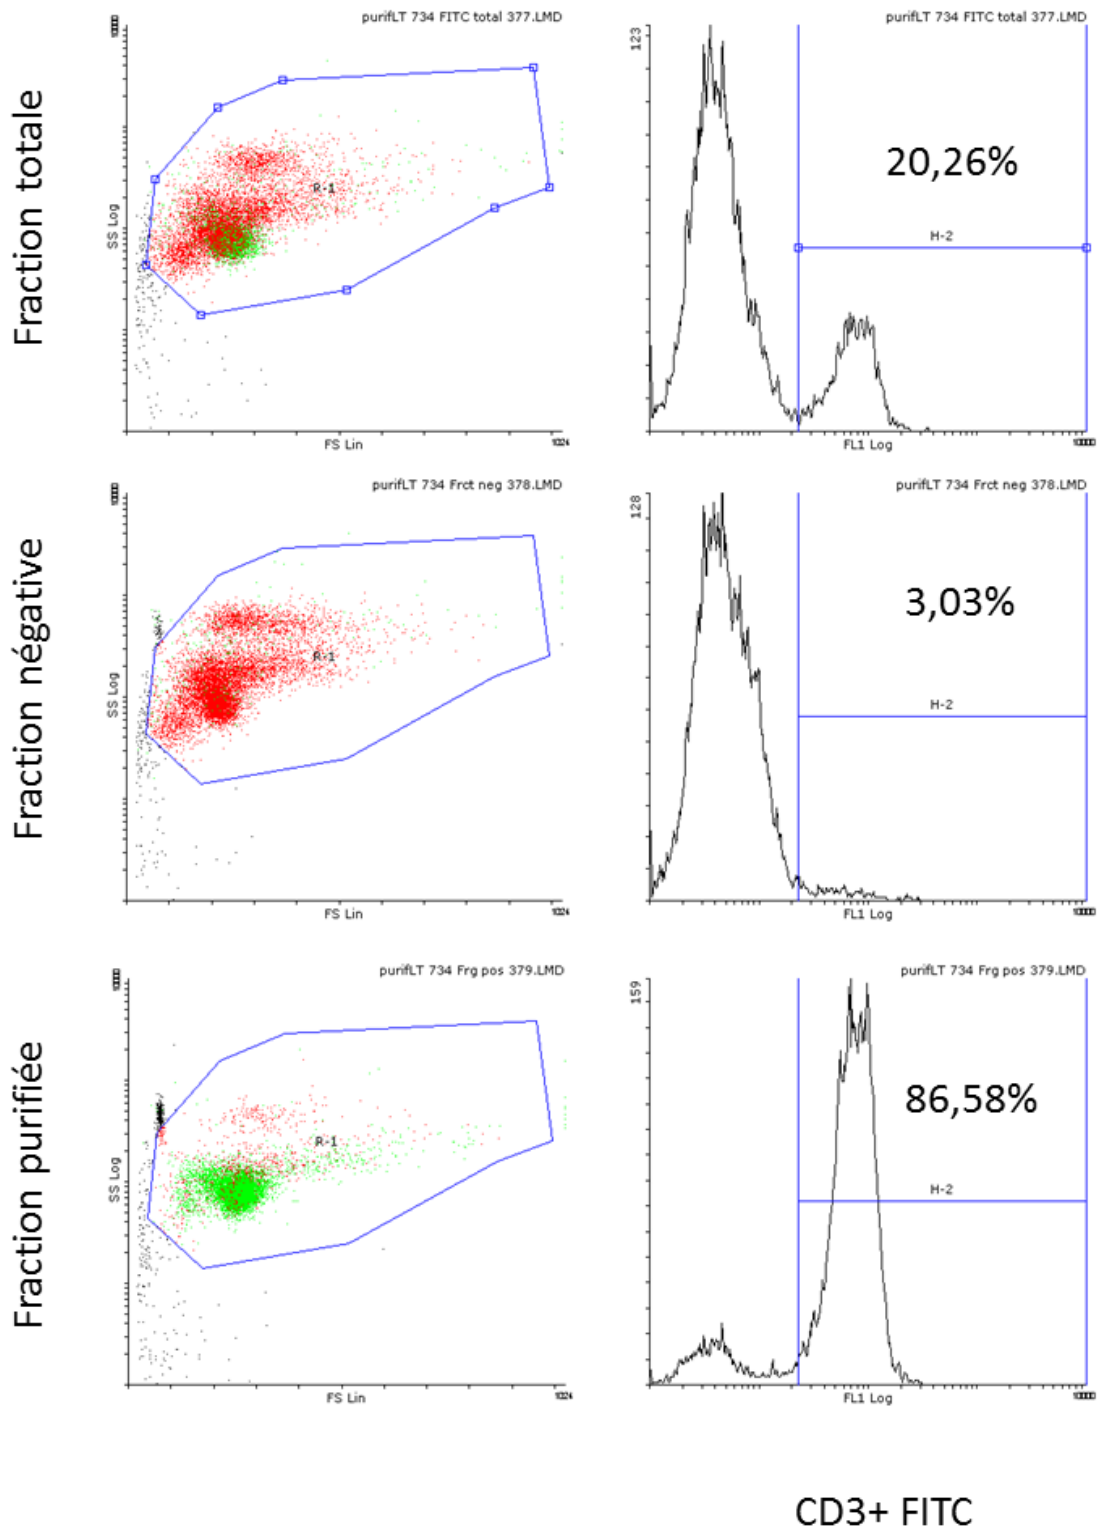 Fraction totale
purifLT 734 FITC total 377.LMD
SS Log
R-1
FS Lin
1024
purifLT 734 FITC total 377.LMD
123
20,26%
H-2
FL1 Log
10000
Fraction négative
purifLT 734 Frct neg 378.LMD
SS Log
R-1
FS Lin
1024
purifLT 734 Frct neg 378.LMD
128
3,03%
H-2
FL1 Log
10000
Fraction purifiée
purifLT 734 Frg pos 379.LMD
SS Log
R-1
FS Lin
1024
purifLT 734 Frg pos 379.LMD
159
86,58%
H-2
FL1 Log
10000
CD3+ FITC